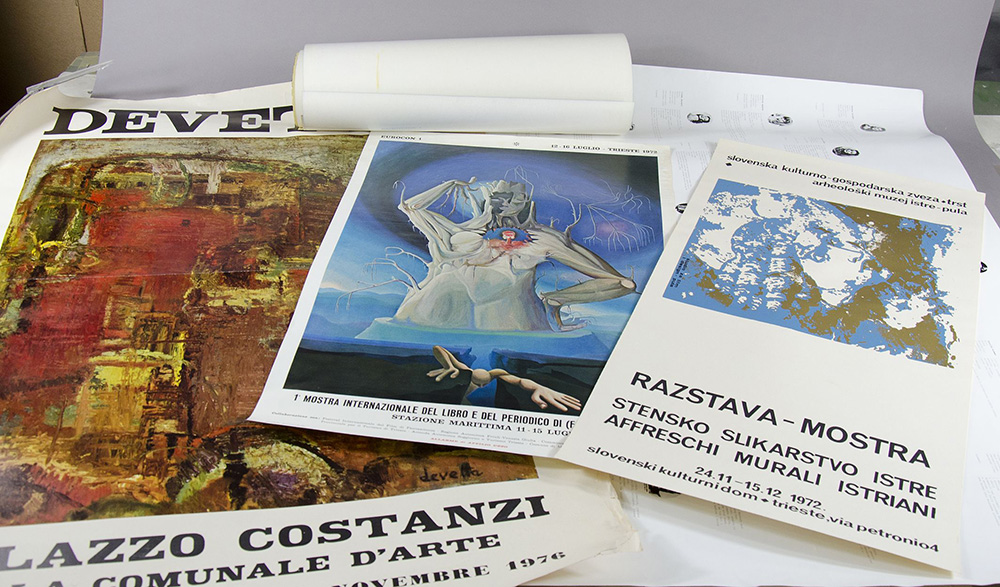 DEVET
devetta
LAZZO COSTANZI
LA COMUNALE D'ARTE
NOVEMBRE 1976
EUROCON 1
12-16 LUGLIO - TRIESTE 1972
1ª MOSTRA INTERNAZIONALE DEL LIBRO E DEL PERIODICO DI (E
STAZIONE MARITTIMA 11-15 LUG
slovenska kulturno-gospodarska zveza • trst
arheološki muzej istre - pula
RAZSTAVA - MOSTRA
STENSKO SLIKARSTVO ISTRE
AFFRESCHI MURALI ISTRIANI
24.11 - 15.12 1972.
slovenski kulturni dom • trieste, via petronio 4